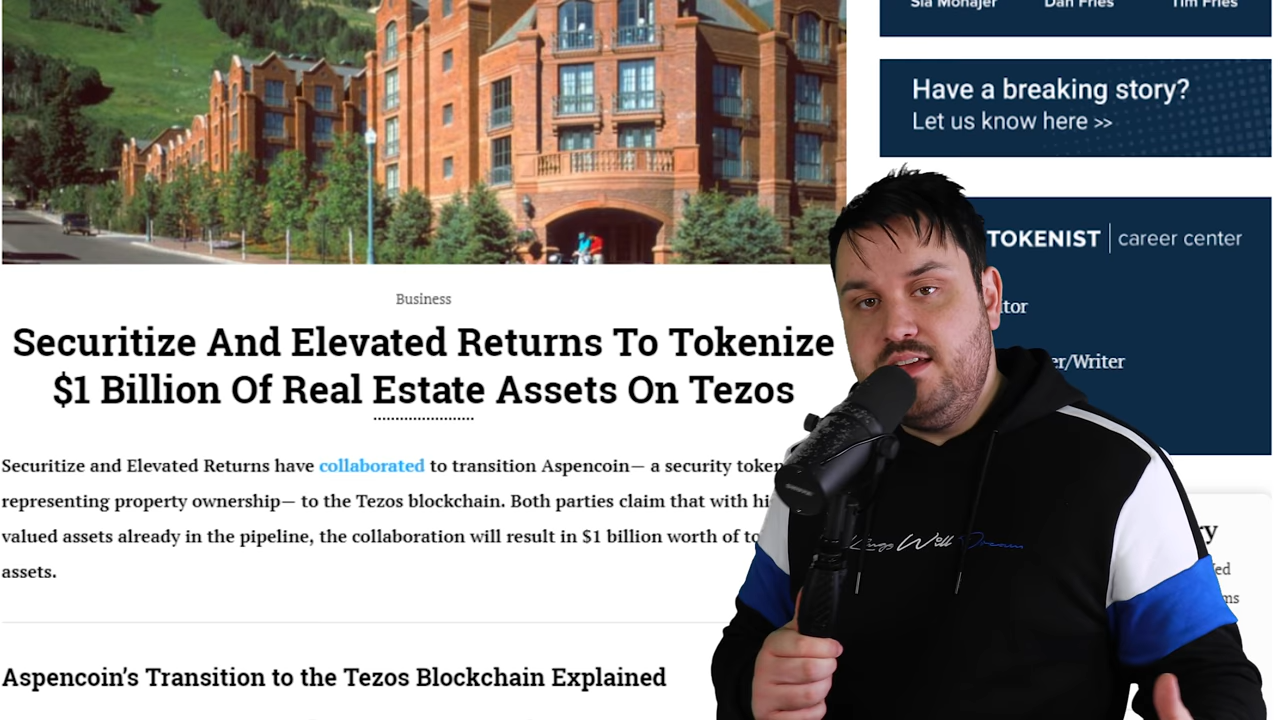 Sia Mohajer Dan Fries Tim Fries
Have a breaking story?
Let us know here >>
TOKENIST | career center
Business
Securitize And Elevated Returns To Tokenize
$1 Billion Of Real Estate Assets On Tezos
Securitize and Elevated Returns have collaborated to transition Aspencoin— a security token
representing property ownership— to the Tezos blockchain. Both parties claim that with
valued assets already in the pipeline, the collaboration will result in $1 billion worth of
assets.
Aspencoin's Transition to the Tezos Blockchain Explained
Kings Will Dream
SHURE